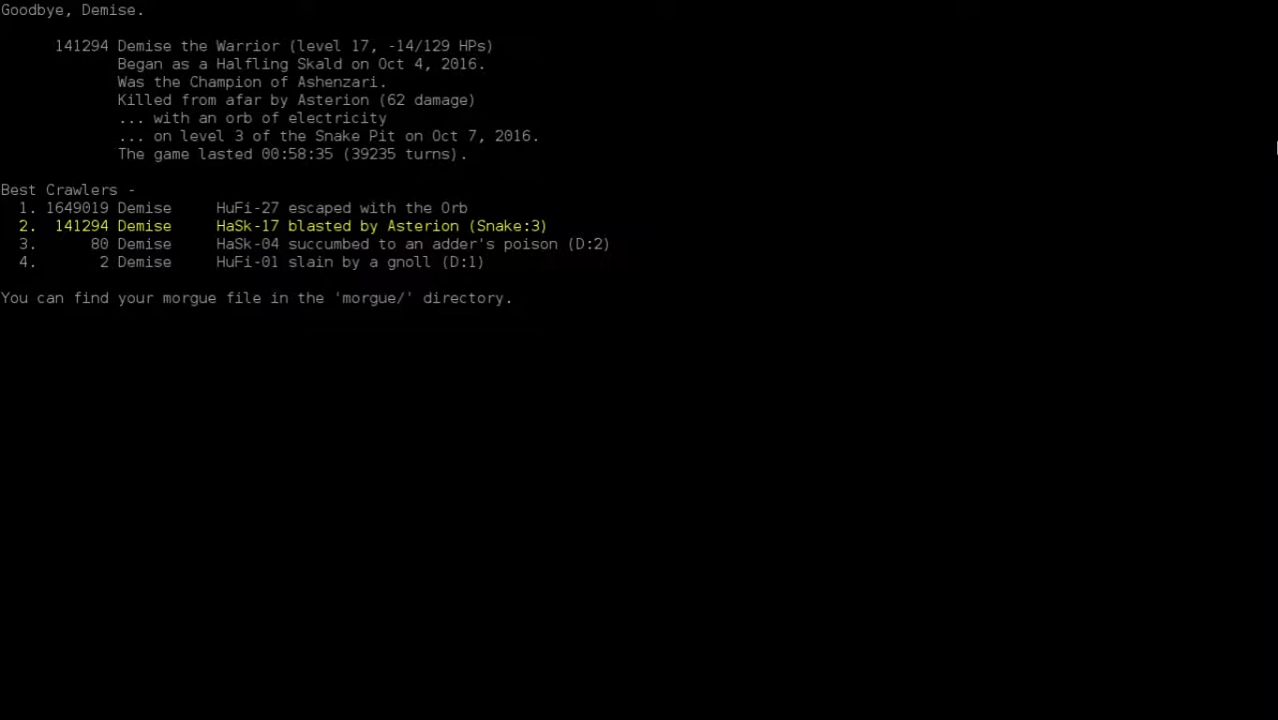 Goodbye, Demise.
141294 Demise the Warrior (level 17, -14/129 HPs)
Began as a Halfling Skald on Oct 4, 2016.
Was the Champion of Ashenzari.
Killed from afar by Asterion (62 damage)
... with an orb of electricity
... on level 3 of the Snake Pit on Oct 7, 2016.
The game lasted 00:58:35 (39235 turns).
Best Crawlers -
1. 1649019 Demise HuFi-27 escaped with the Orb
2. 141294 Demise HaSk-17 blasted by Asterion (Snake:3)
3. 80 Demise HaSk-04 succumbed to an adder's poison (D:2)
4. 2 Demise HuFi-01 slain by a gnoll (D:1)
You can find your morgue file in the 'morgue/' directory.